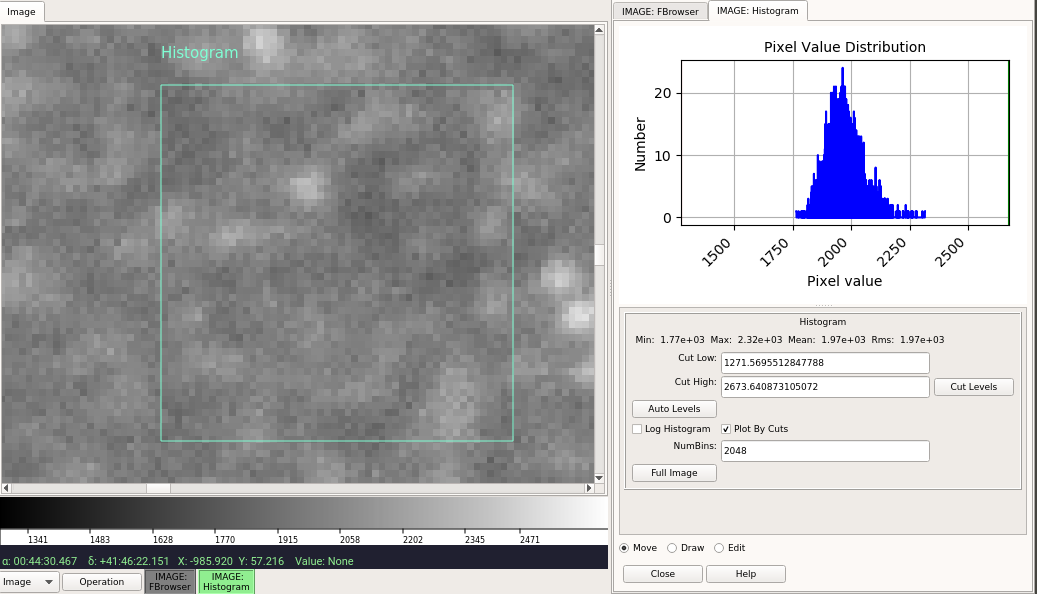 Image
Histogram
1341 1483 1628 1770 1915 2058 2202 2345 2471
α: 00:44:30.467 δ: +41:46:22.151 X: -985.920 Y: 57.216 Value: None
Image Operation IMAGE: FBrowser IMAGE: Histogram
IMAGE: FBrowser IMAGE: Histogram
Pixel Value Distribution
Number
20
10
0
1500 1750 2000 2250 2500
Pixel value
Histogram
Min: 1.77e+03 Max: 2.32e+03 Mean: 1.97e+03 Rms: 1.97e+03
Cut Low: 1271.5695512847788
Cut High: 2673.640873105072 Cut Levels
Auto Levels
Log Histogram Plot By Cuts
NumBins: 2048
Full Image
Move Draw Edit
Close Help